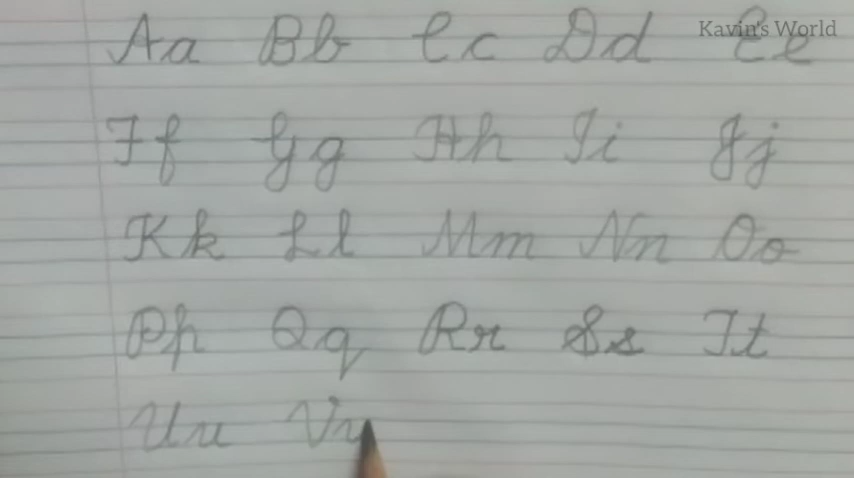 Kavin's World
Aa Bb Cc Dd Ee
Ff Gg Hh Ii Jj
Kk Ll Mm Nn Oo
Pp Qq Rr Ss Tt
Uu Vv